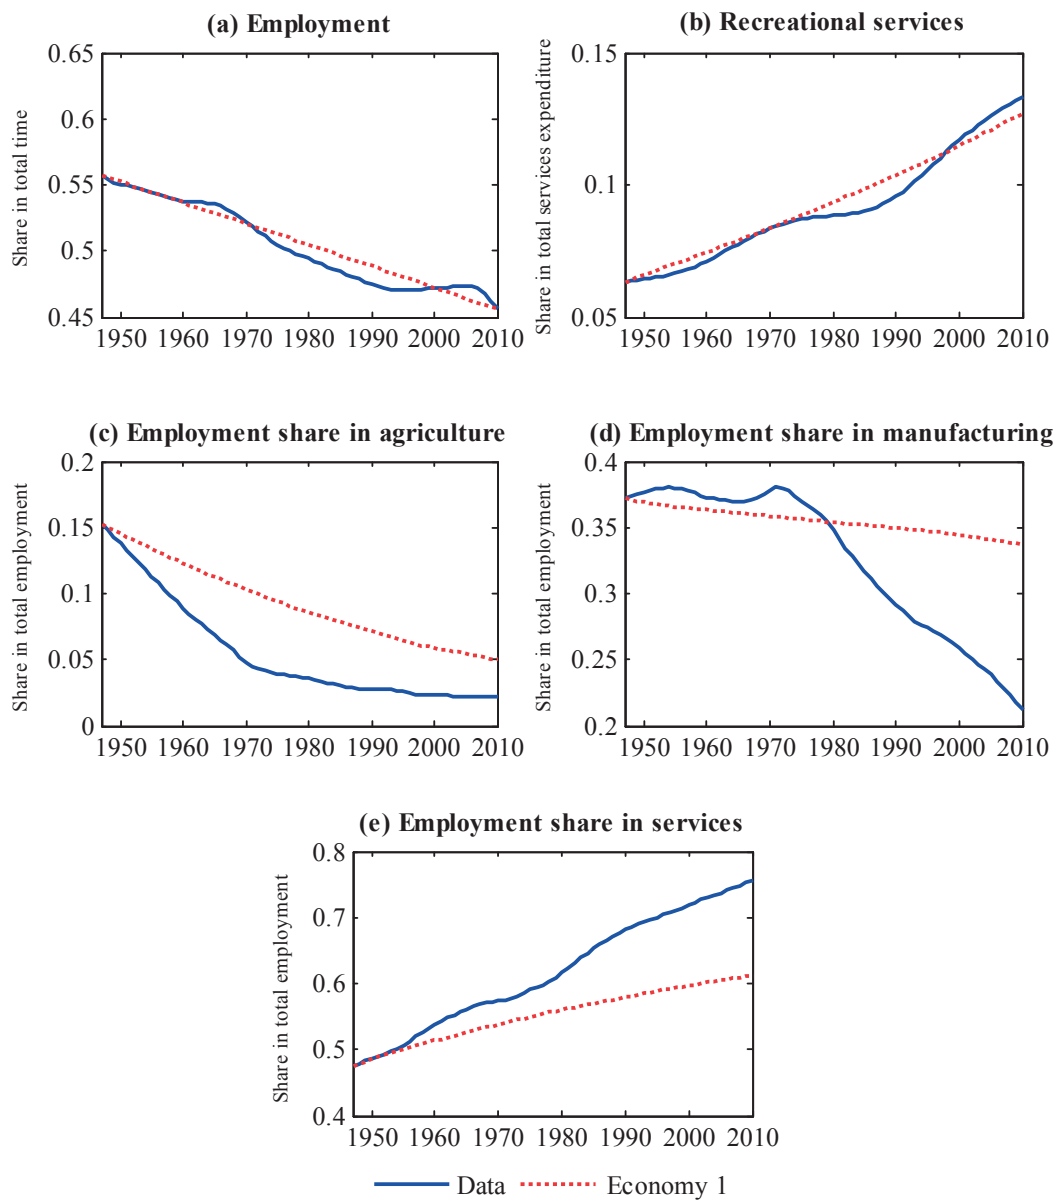 (a) Employment
Share in total time
0.65
0.6
0.55
0.5
0.45
1950 1960 1970 1980 1990 2000 2010
(b) Recreational services
Share in total services expenditure
0.15
0.1
0.05
1950 1960 1970 1980 1990 2000 2010
(c) Employment share in agriculture
Share in total employment
0.2
0.15
0.1
0.05
0
1950 1960 1970 1980 1990 2000 2010
(d) Employment share in manufacturing
Share in total employment
0.4
0.35
0.3
0.25
0.2
1950 1960 1970 1980 1990 2000 2010
(e) Employment share in services
Share in total employment
0.8
0.7
0.6
0.5
0.4
1950 1960 1970 1980 1990 2000 2010
Data Economy 1